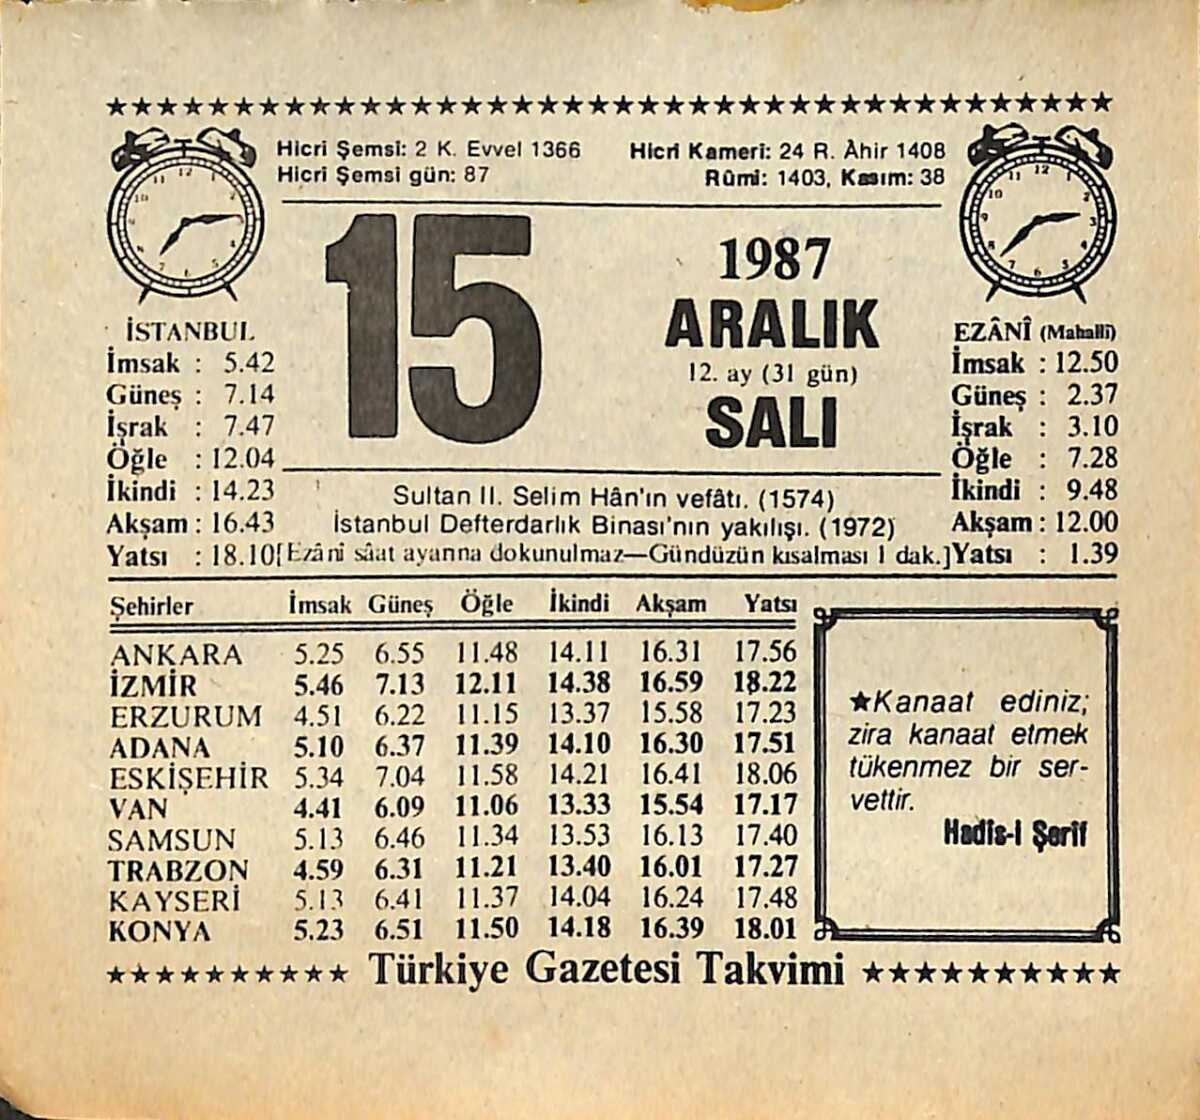 Hicri Şemsi: 2 K. Evvel 1366
Hicri Şemsi gün: 87
Hicri Kameri: 24 R. Âhir 1408
Rûmi: 1403, Kasım: 38
15
1987
ARALIK
12. ay (31 gün)
SALI
İSTANBUL
İmsak : 5.42
Güneş : 7.14
İşrak : 7.47
Öğle : 12.04
İkindi : 14.23
Akşam : 16.43
Yatsı : 18.10
EZÂNÎ (Mahallî)
İmsak : 12.50
Güneş : 2.37
İşrak : 3.10
Öğle : 7.28
İkindi : 9.48
Akşam : 12.00
Yatsı : 1.39
Sultan II. Selim Hân'ın vefâtı. (1574)
İstanbul Defterdarlık Binası'nın yakılışı. (1972)
[Ezâni sâat ayarına dokunulmaz—Gündüzün kısalması 1 dak.]
Şehirler İmsak Güneş Öğle İkindi Akşam Yatsı
ANKARA 5.25 6.55 11.48 14.11 16.31 17.56
İZMİR 5.46 7.13 12.11 14.38 16.59 18.22
ERZURUM 4.51 6.22 11.15 13.37 15.58 17.23
ADANA 5.10 6.37 11.39 14.10 16.30 17.51
ESKİŞEHİR 5.34 7.04 11.58 14.21 16.41 18.06
VAN 4.41 6.09 11.06 13.33 15.54 17.17
SAMSUN 5.13 6.46 11.34 13.53 16.13 17.40
TRABZON 4.59 6.31 11.21 13.40 16.01 17.27
KAYSERİ 5.13 6.41 11.37 14.04 16.24 17.48
KONYA 5.23 6.51 11.50 14.18 16.39 18.01
★Kanaat ediniz;
zira kanaat etmek
tükenmez bir ser-
vettir.
Hadîs-i Şerîf
Türkiye Gazetesi Takvimi